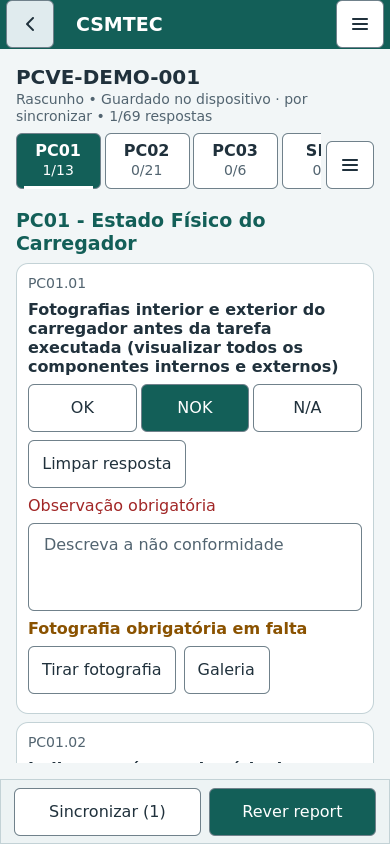 CSMTEC
PCVE-DEMO-001
Rascunho • Guardado no dispositivo · por
sincronizar • 1/69 respostas
PC01
1/13
PC02
0/21
PC03
0/6
PC01 - Estado Físico do
Carregador
PC01.01
Fotografias interior e exterior do
carregador antes da tarefa
executada (visualizar todos os
componentes internos e externos)
OK
NOK
N/A
Limpar resposta
Observação obrigatória
Descreva a não conformidade
Fotografia obrigatória em falta
Tirar fotografia
Galeria
PC01.02
Sincronizar (1)
Rever report